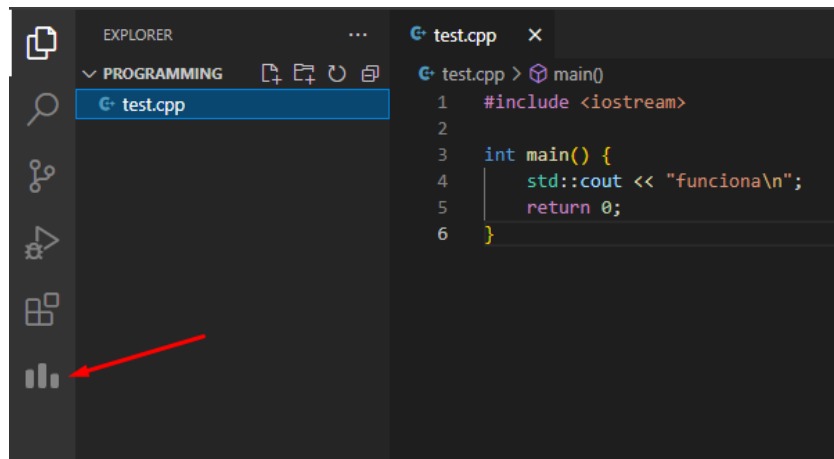 EXPLORER
PROGRAMMING
test.cpp
test.cpp
test.cpp > main()
1 #include <iostream>
2
3 int main() {
4     std::cout << "funciona\n";
5     return 0;
6 }